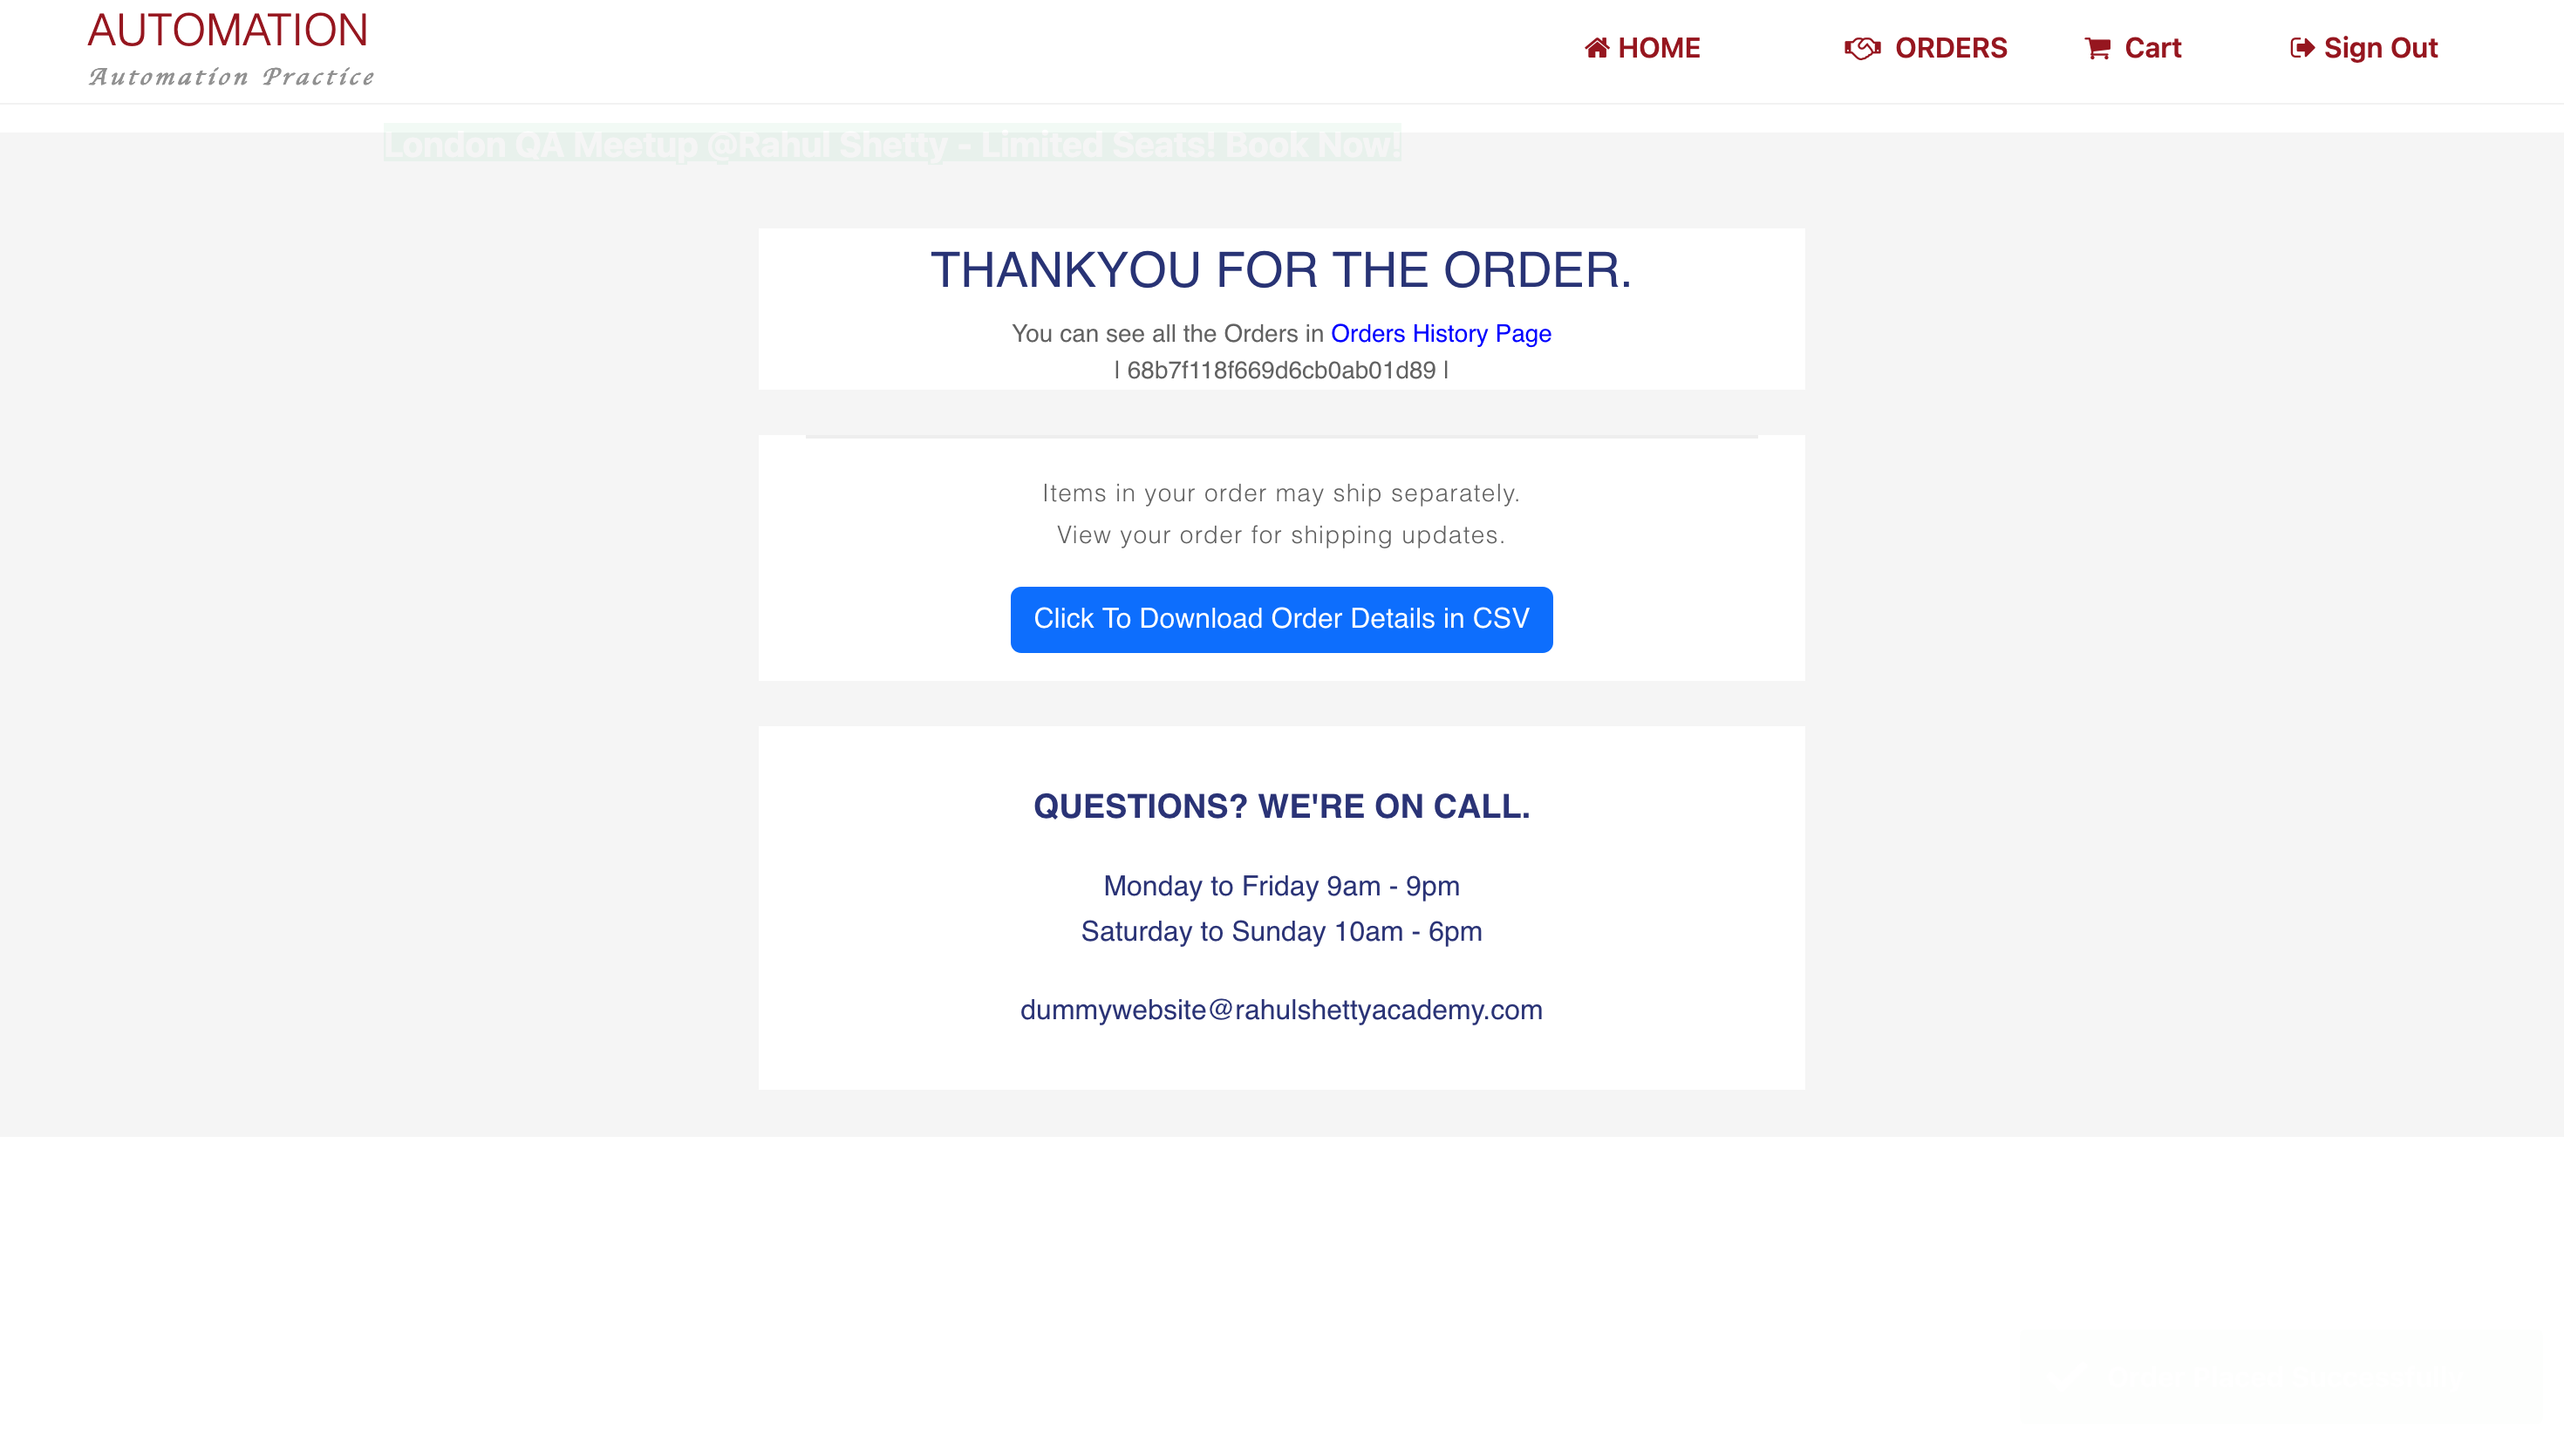 AUTOMATION
Automation Practice
HOME
ORDERS
Cart
Sign Out
London QA Meetup @Rahul Shetty - Limited Seats! Book Now!
THANKYOU FOR THE ORDER.
You can see all the Orders in Orders History Page
| 68b7f118f669d6cb0ab01d89 |
Items in your order may ship separately.
View your order for shipping updates.
Click To Download Order Details in CSV
QUESTIONS? WE'RE ON CALL.
Monday to Friday 9am - 9pm
Saturday to Sunday 10am - 6pm
dummywebsite@rahulshettyacademy.com